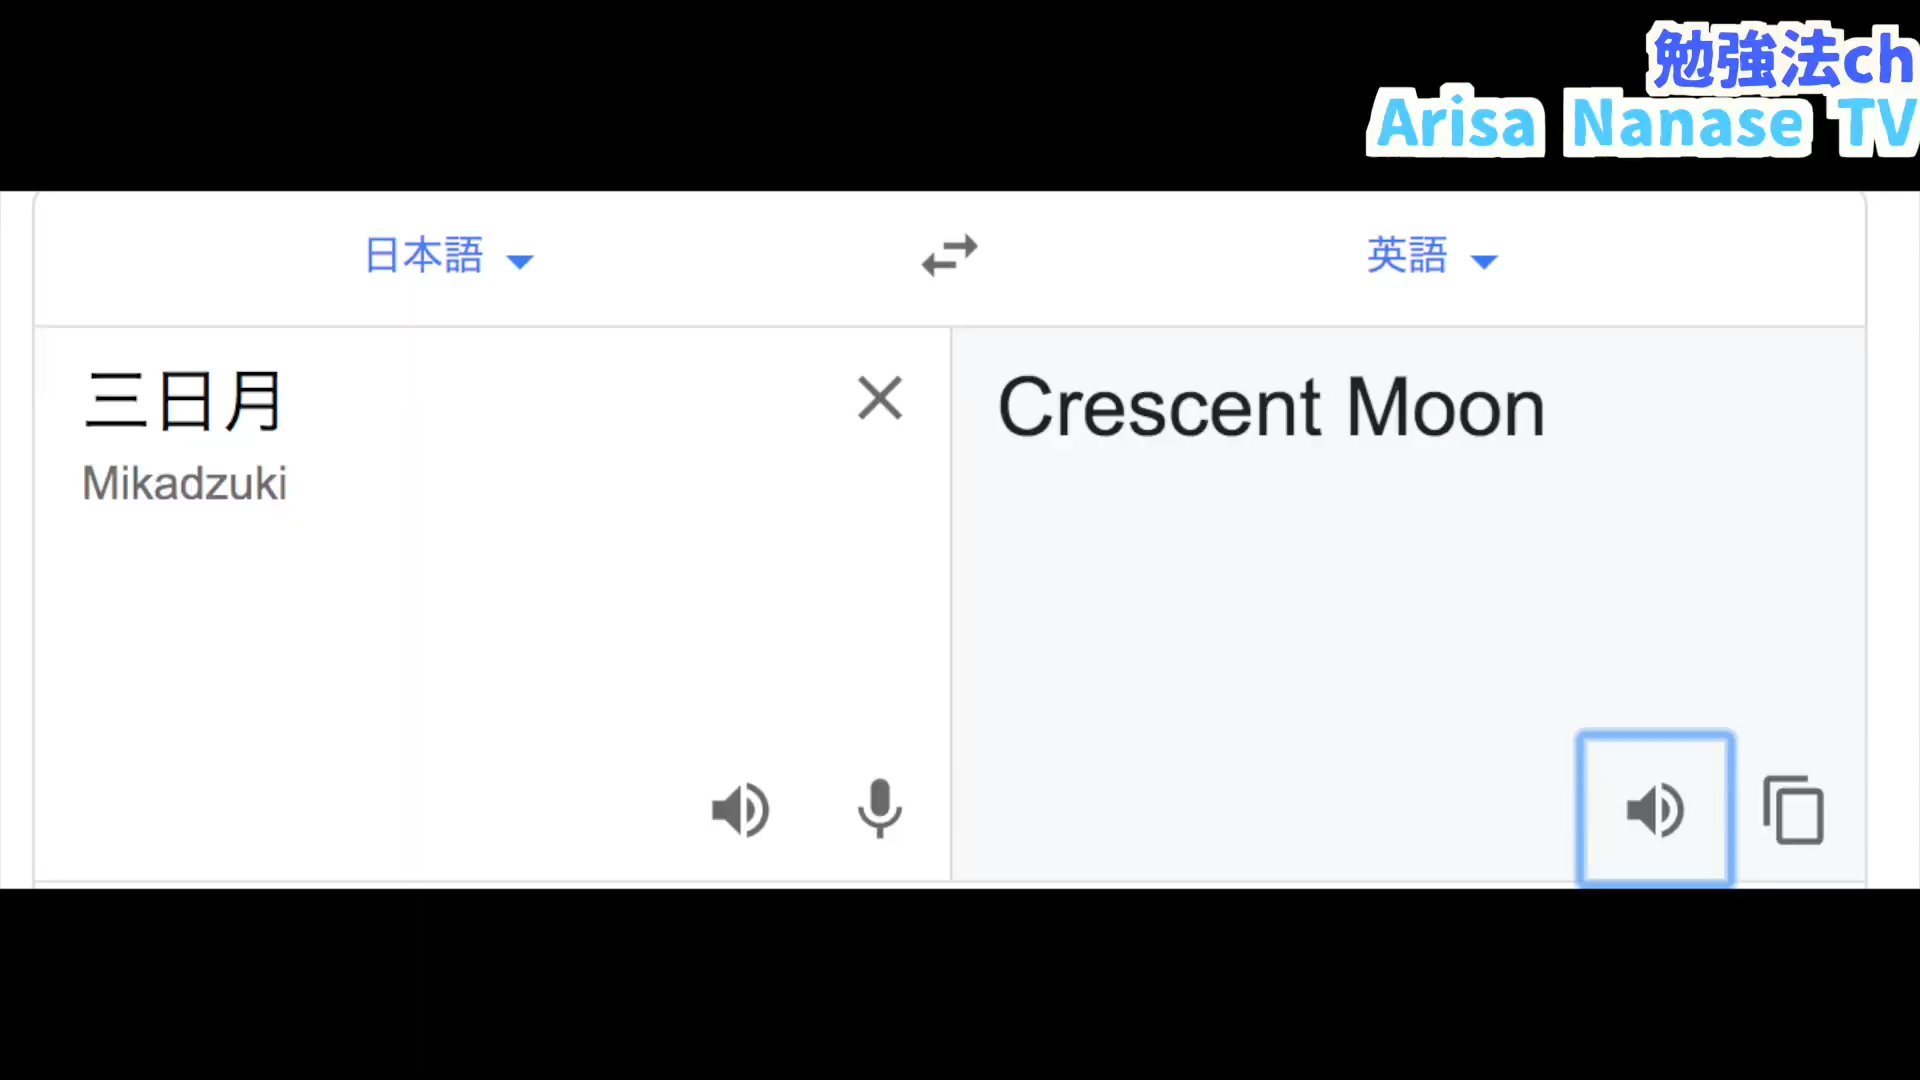 勉強法ch
Arisa Nanase TV
日本語
英語
三日月
Mikadzuki
Crescent Moon